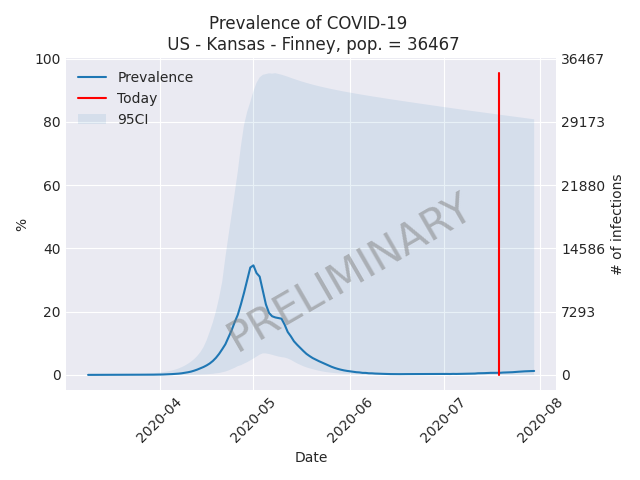 Prevalence of COVID-19
US - Kansas - Finney, pop. = 36467
100
80
60
40
20
0
%
36467
29173
21880
14586
7293
0
# of infections
Prevalence
Today
95CI
PRELIMINARY
2020-04
2020-05
2020-06
2020-07
2020-08
Date